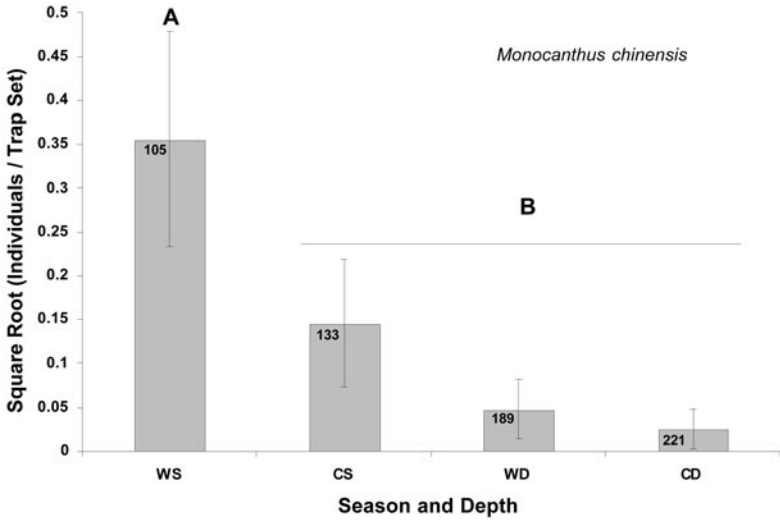 0.5
0.45
0.4
0.35
0.3
0.25
0.2
0.15
0.1
0.05
0
Square Root (Individuals / Trap Set)
A
Monocanthus chinensis
B
105
133
189
221
WS CS WD CD
Season and Depth